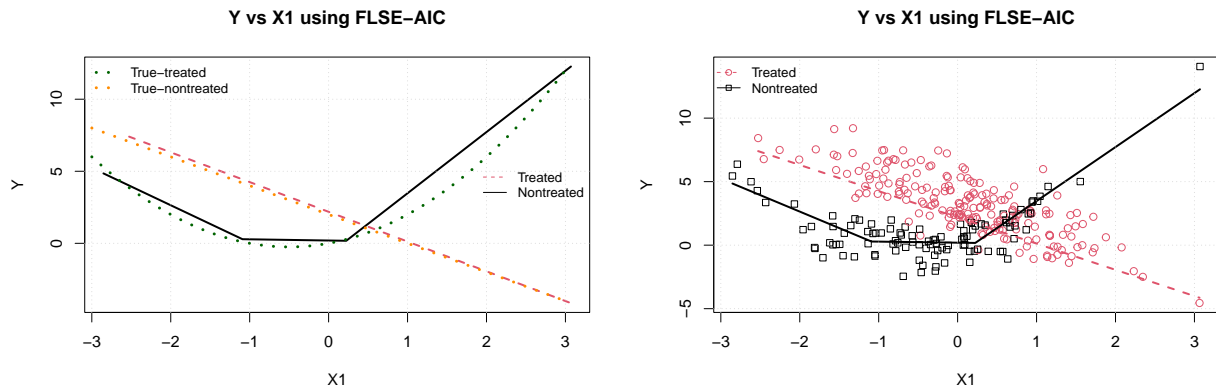 Y vs X1 using FLSE−AIC
True−treated
True−nontreated
Treated
Nontreated
Y
10
5
0
−3 −2 −1 0 1 2 3
X1
Y vs X1 using FLSE−AIC
Treated
Nontreated
Y
10
5
0
−5
−3 −2 −1 0 1 2 3
X1